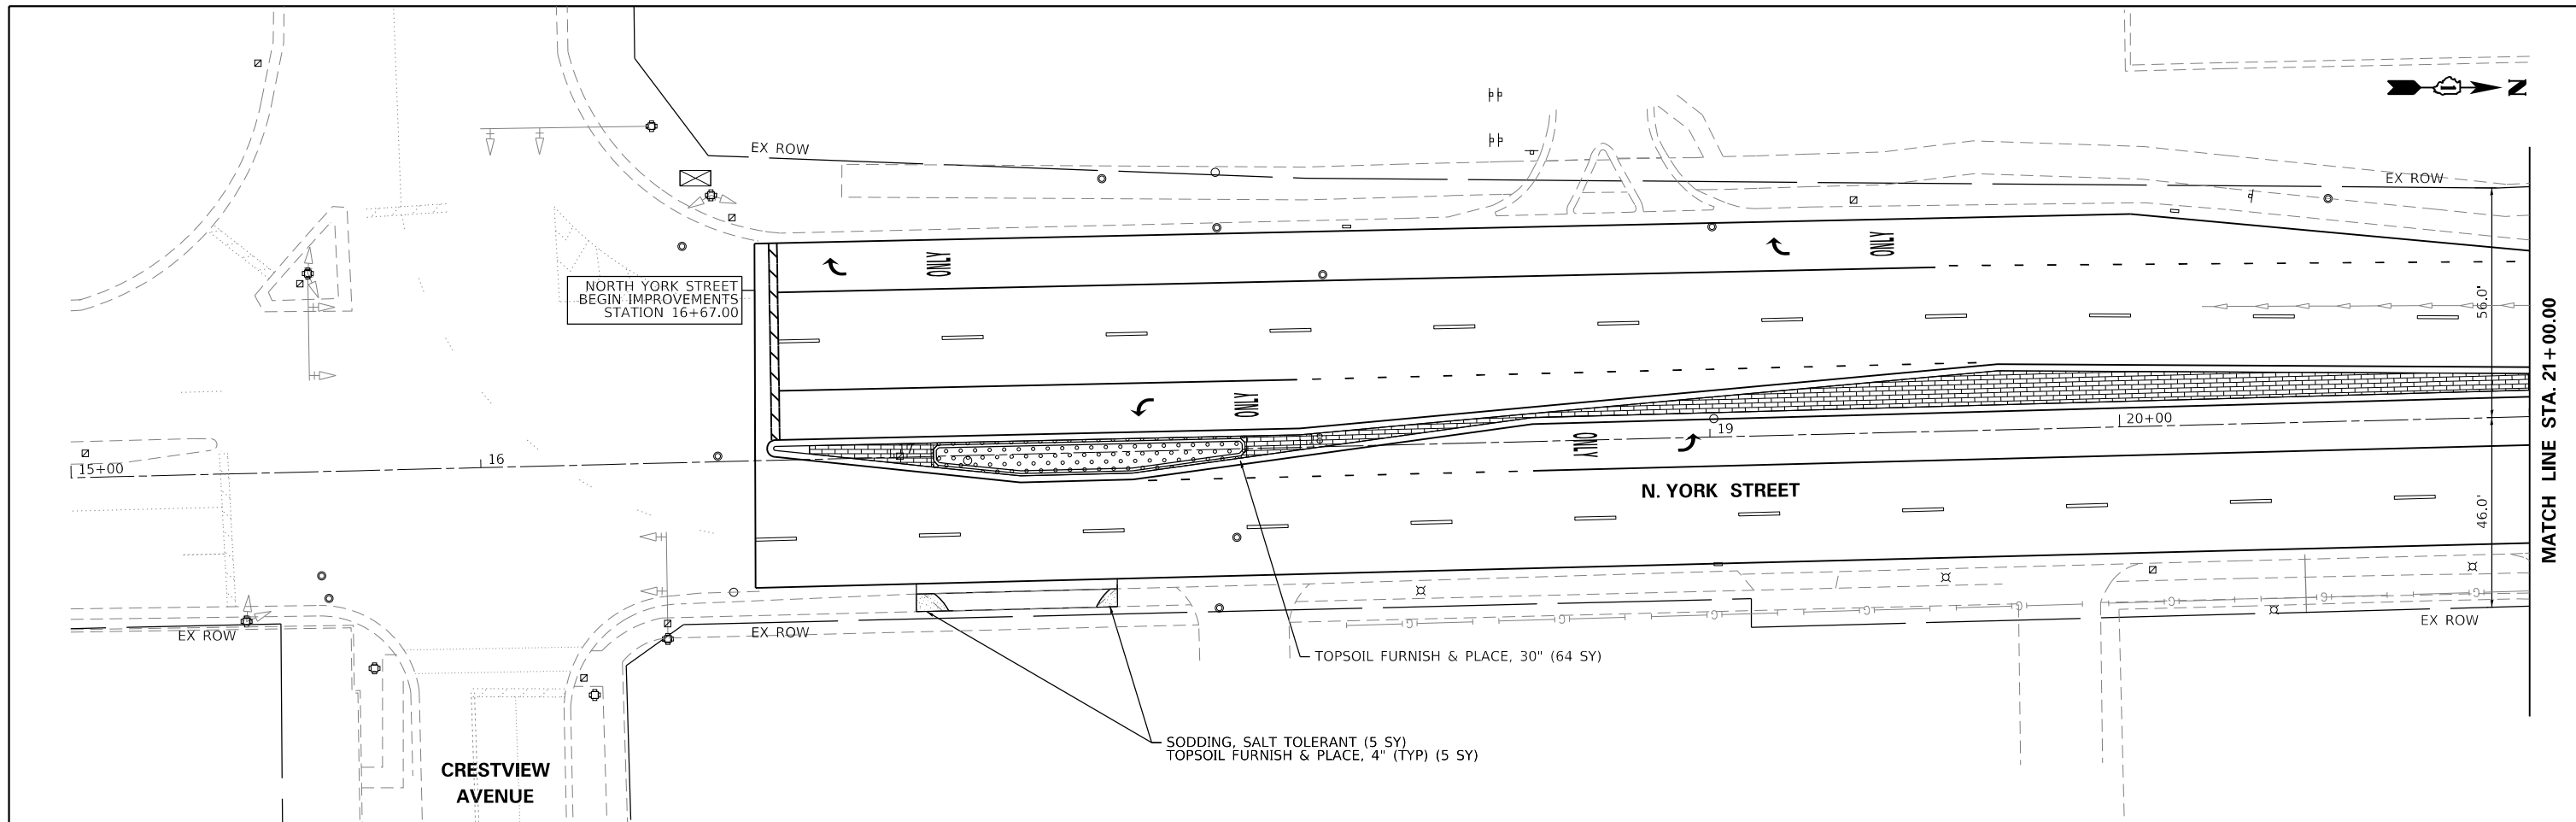 N
EX ROW
EX ROW
ONLY
ONLY
NORTH YORK STREET
BEGIN IMPROVEMENTS
STATION 16+67.00
56.0'
MATCH LINE STA. 21+00.00
ONLY
15+00
16
17
18
19
20+00
ONLY
N. YORK STREET
46.0'
G G G G G G G G
EX ROW
EX ROW
EX ROW
TOPSOIL FURNISH & PLACE, 30" (64 SY)
SODDING, SALT TOLERANT (5 SY)
TOPSOIL FURNISH & PLACE, 4" (TYP) (5 SY)
CRESTVIEW
AVENUE